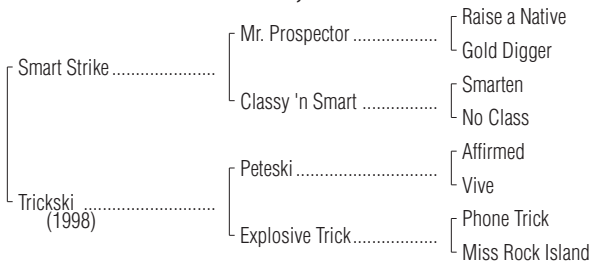 Raise a Native
Mr. Prospector ..................
Gold Digger
Smart Strike ......................
Smarten
Classy 'n Smart ................
No Class
Affirmed
Peteski ..............................
Vive
Trickski ............................
(1998)
Phone Trick
Explosive Trick..................
Miss Rock Island